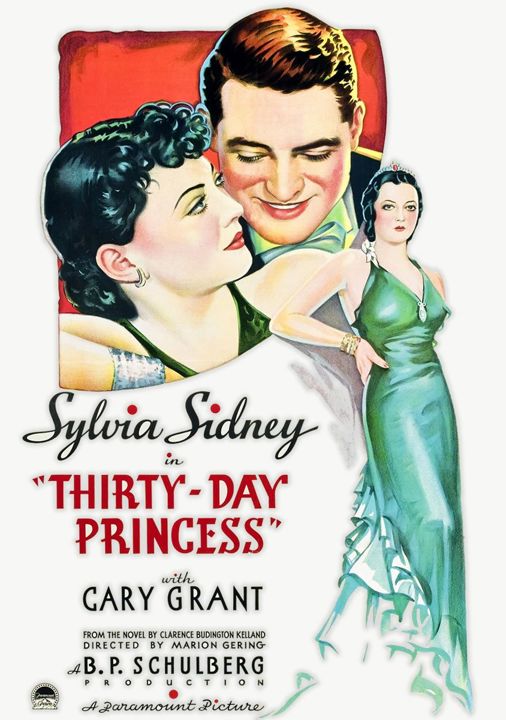 Sylvia Sidney
in
"THIRTY-DAY
PRINCESS"
with
CARY GRANT
FROM THE NOVEL BY CLARENCE BUDINGTON KELLAND
DIRECTED BY MARION GERING
A B.P. SCHULBERG
PRODUCTION
A Paramount Picture